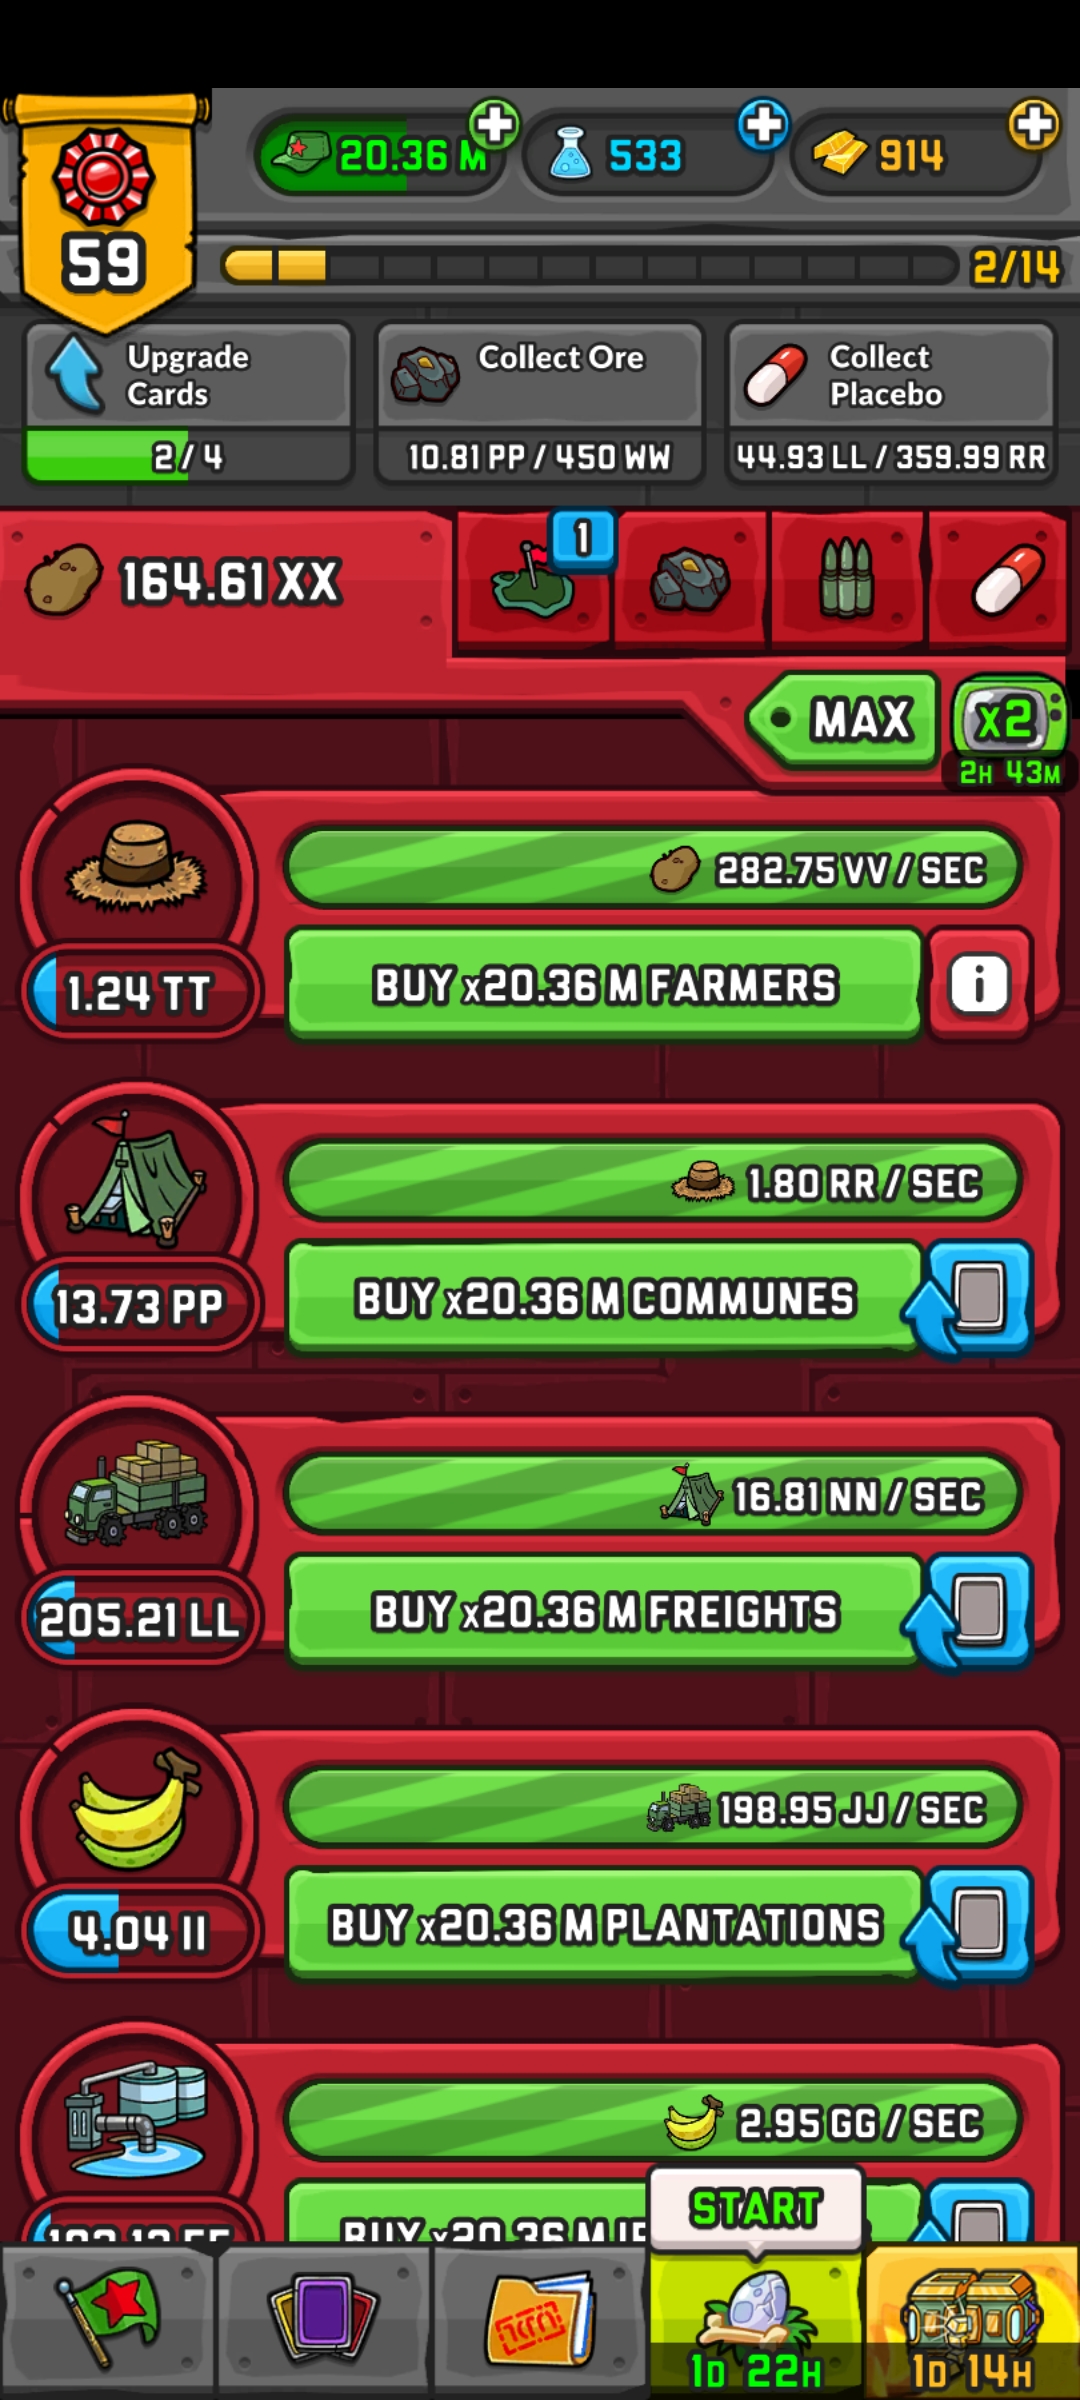 20.36 M
533
914
59
2/14
Upgrade
Cards
2/4
Collect Ore
10.81 PP / 450 WW
Collect
Placebo
44.93 LL / 359.99 RR
164.61 XX
1
MAX
x2
2H 43M
282.75 VV / SEC
1.24 TT
BUY x20.36 M FARMERS
i
1.80 RR / SEC
13.73 PP
BUY x20.36 M COMMUNES
16.81 NN / SEC
205.21 LL
BUY x20.36 M FREIGHTS
198.95 JJ / SEC
4.04 II
BUY x20.36 M PLANTATIONS
2.95 GG / SEC
BUY x20.36 M
START
1D 22H
1D 14H